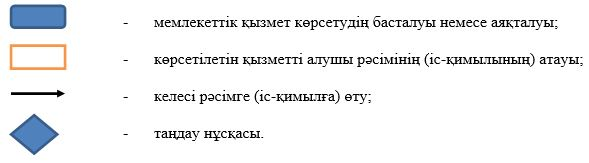 - мемлекеттік қызмет көрсетудің басталуы немесе аяқталуы;
- көрсетілетін қызметті алушы рәсімінің (іс-қимылының) атауы;
- келесі рәсімге (іс-қимылға) өту;
- таңдау нұсқасы.